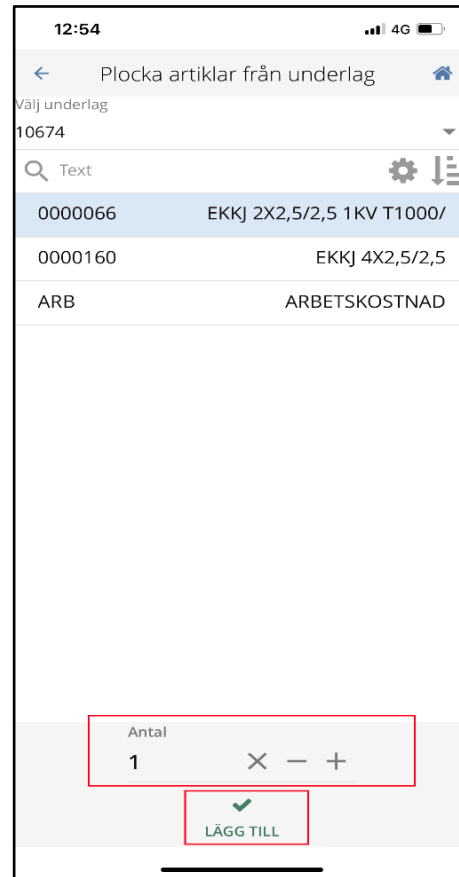 12:54 4G
Plocka artiklar från underlag
Välj underlag
10674
Text
0000066 EKKJ 2X2,5/2,5 1KV T1000/
0000160 EKKJ 4X2,5/2,5
ARB ARBETSKOSTNAD
Antal
1
LÄGG TILL